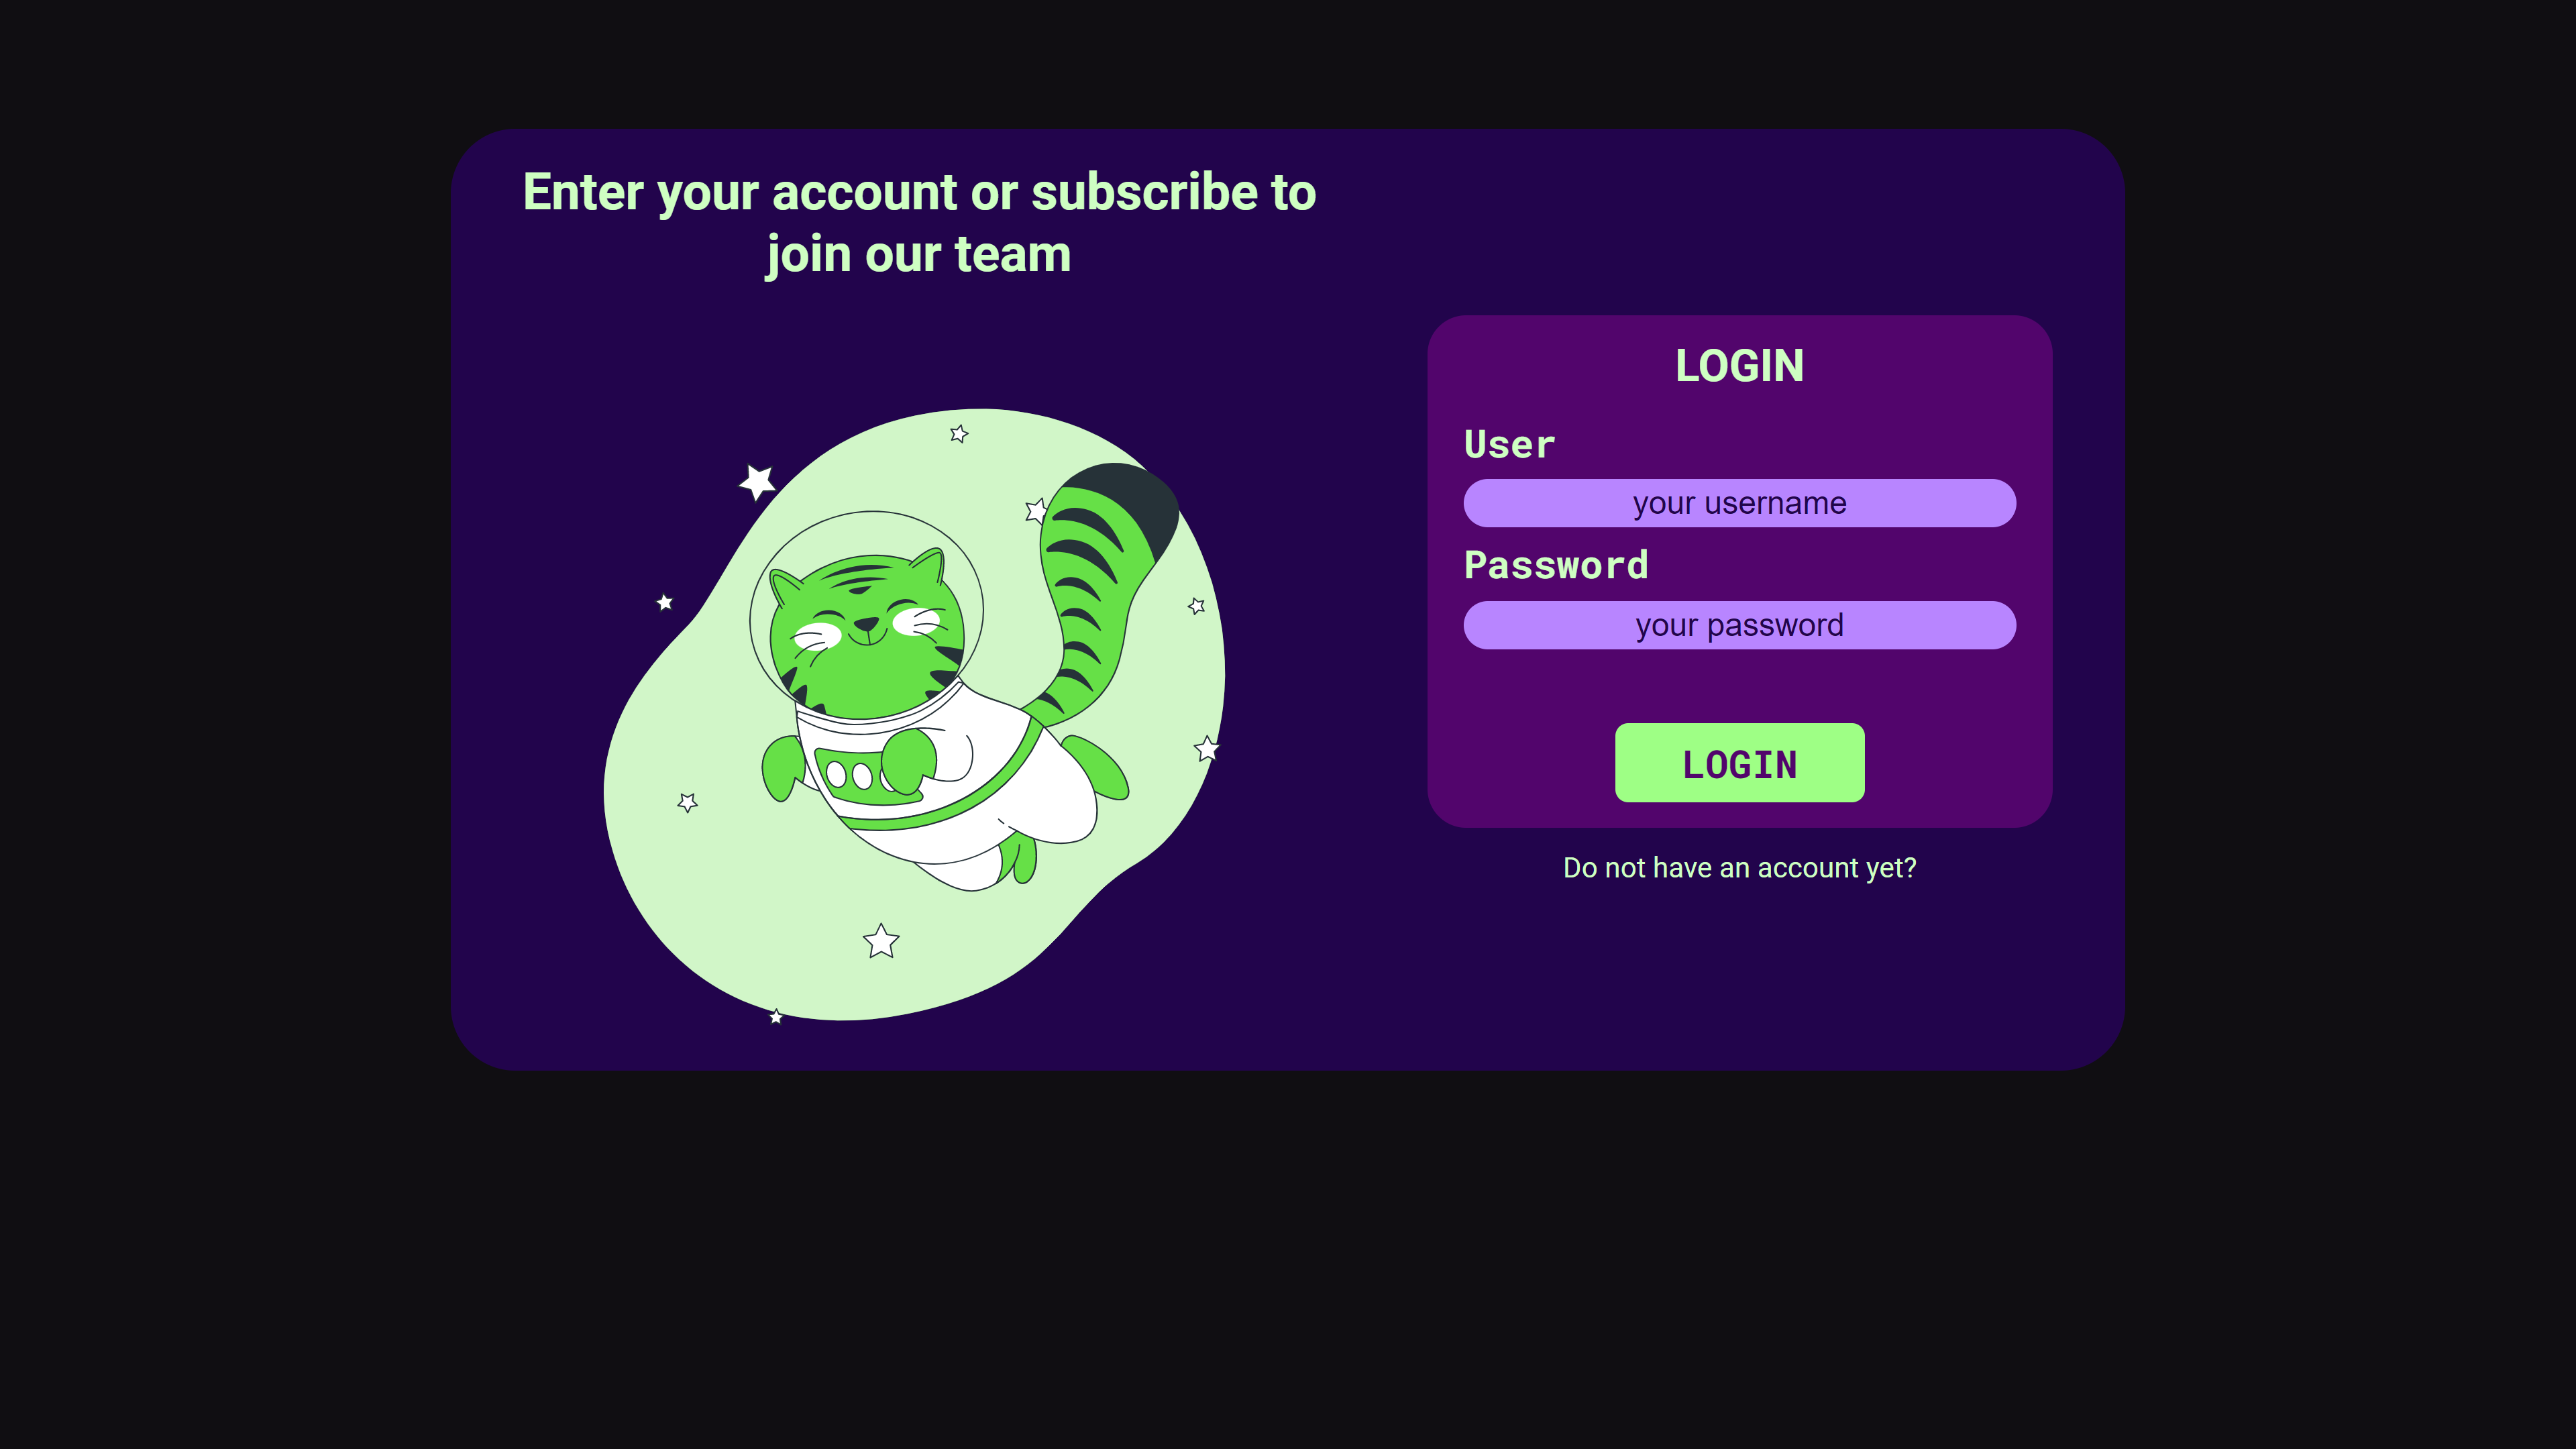 Enter your account or subscribe to
join our team
LOGIN
User
your username
Password
your password
LOGIN
Do not have an account yet?